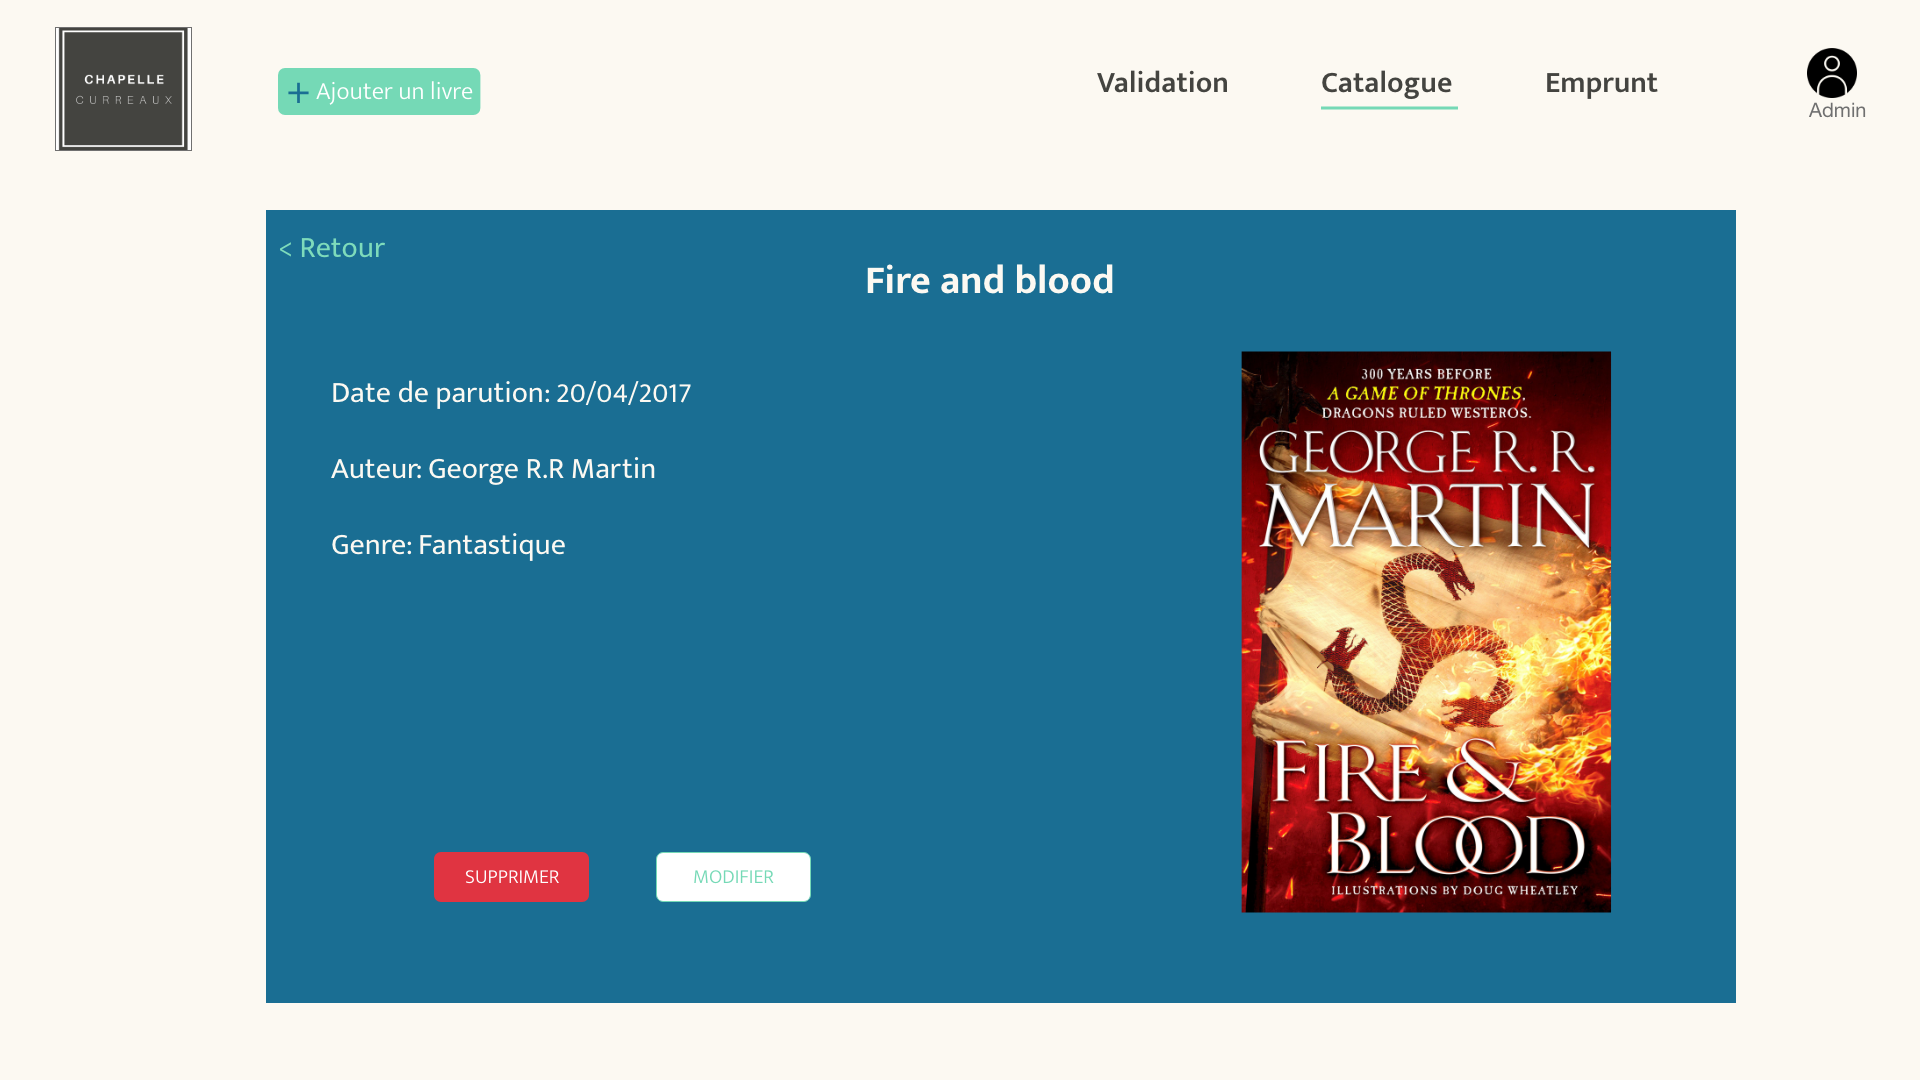 CHAPELLE
CURREAUX
+ Ajouter un livre
Validation
Catalogue
Emprunt
Admin
< Retour
Fire and blood
Date de parution: 20/04/2017
Auteur: George R.R Martin
Genre: Fantastique
SUPPRIMER
MODIFIER
300 YEARS BEFORE
A GAME OF THRONES,
DRAGONS RULED WESTEROS.
GEORGE R. R.
MARTIN
FIRE &
BLOOD
ILLUSTRATIONS BY DOUG WHEATLEY